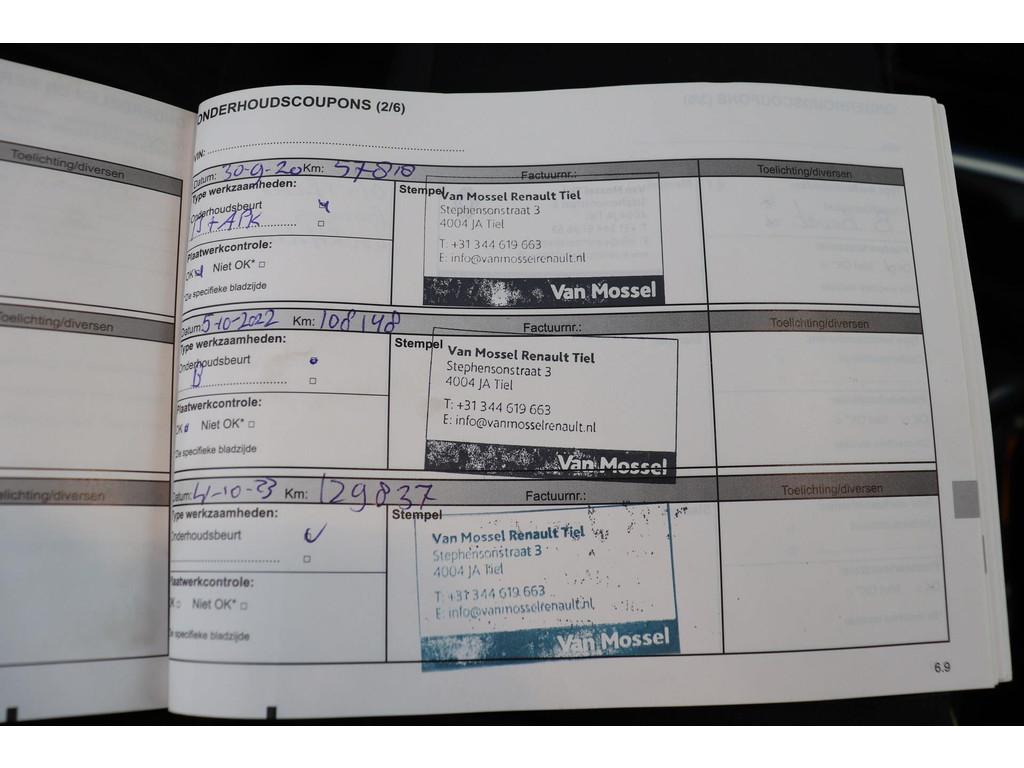 ONDERHOUDSCOUPONS (2/6)
VIN:
Toelichting/diversen
Datum: 30-9-20 Km: 57810 Factuurnr.: Toelichting/diversen
Type werkzaamheden:
Onderhoudsbeurt
+ APK
Plaatwerkcontrole:
OK Niet OK*
*De specifieke bladzijde
Stempel
Van Mossel Renault Tiel
Stephensonstraat 3
4004 JA Tiel
T: +31 344 619 663
E: info@vanmosselrenault.nl
Van Mossel
Toelichting/diversen
Datum: 5-10-2022 Km: 108148 Factuurnr.: Toelichting/diversen
Type werkzaamheden:
Onderhoudsbeurt
B
Plaatwerkcontrole:
OK Niet OK*
De specifieke bladzijde
Stempel
Van Mossel Renault Tiel
Stephensonstraat 3
4004 JA Tiel
T: +31 344 619 663
E: info@vanmosselrenault.nl
Van Mossel
elichting/diversen
Datum: 4-10-23 Km: 129837 Factuurnr.: Toelichting/diversen
Type werkzaamheden:
Onderhoudsbeurt
Plaatwerkcontrole:
OK Niet OK*
De specifieke bladzijde
Stempel
Van Mossel Renault Tiel
Stephensonstraat 3
4004 JA Tiel
T: +31 344 619 663
E: info@vanmosselrenault.nl
Van Mossel
6.9